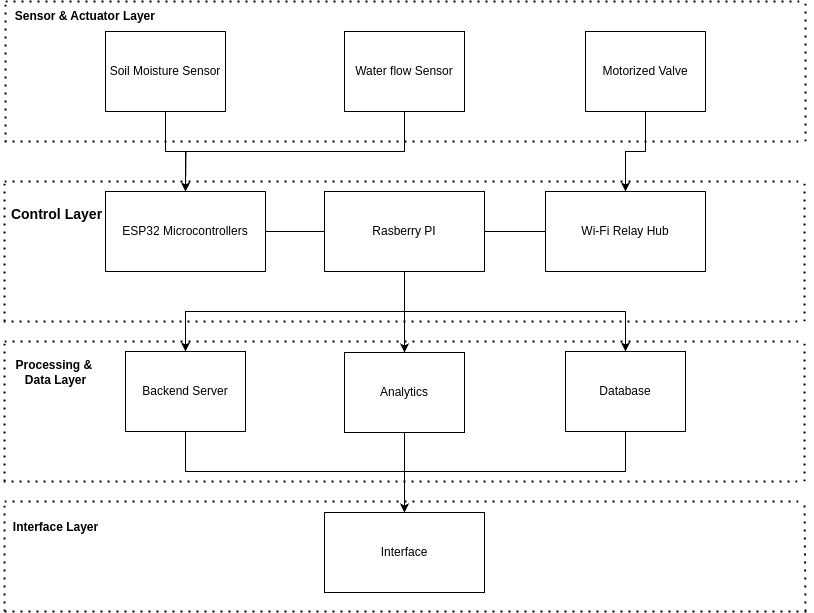 Sensor & Actuator Layer
Soil Moisture Sensor
Water flow Sensor
Motorized Valve
Control Layer
ESP32 Microcontrollers
Rasberry PI
Wi-Fi Relay Hub
Processing &
Data Layer
Backend Server
Analytics
Database
Interface Layer
Interface